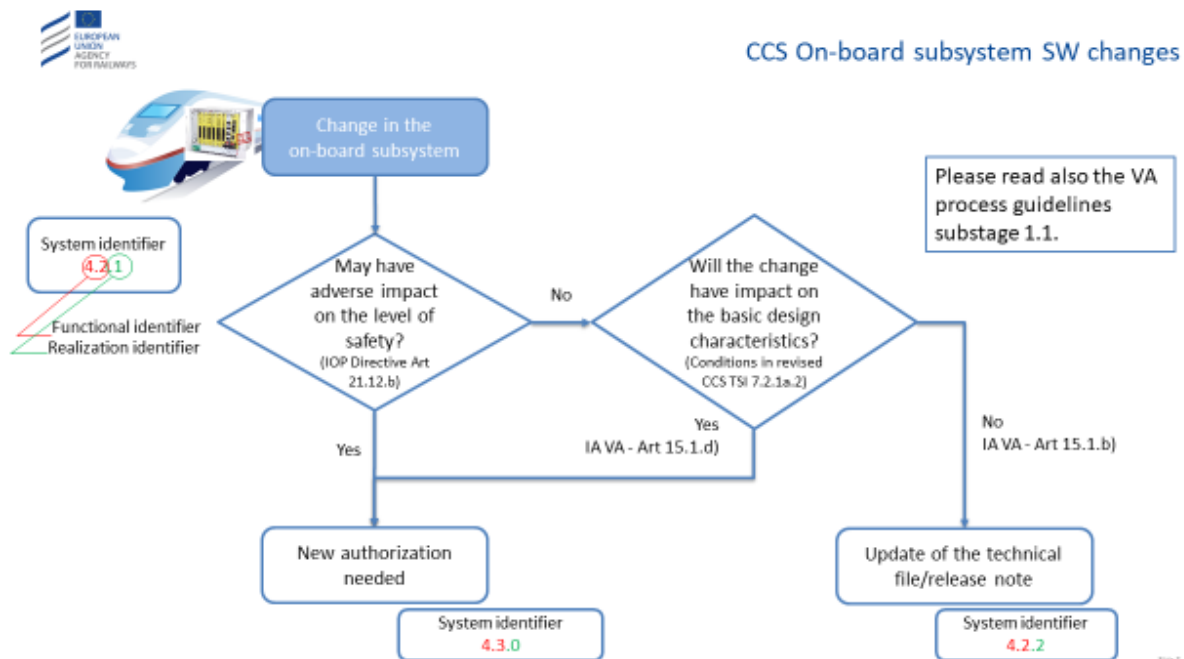 EUROPEAN
UNION
AGENCY
FOR RAILWAYS
CCS On-board subsystem SW changes
Change in the
on-board subsystem
Please read also the VA
process guidelines
substage 1.1.
System identifier
4.2.1
Functional identifier
Realization identifier
May have
adverse impact
on the level of
safety?
(IOP Directive Art
21.12.b)
No
Will the change
have impact on
the basic design
characteristics?
(Conditions in revised
CCS TSI 7.2.1a.2)
Yes
Yes
IA VA - Art 15.1.d)
No
IA VA - Art 15.1.b)
New authorization
needed
Update of the technical
file/release note
System identifier
4.3.0
System identifier
4.2.2